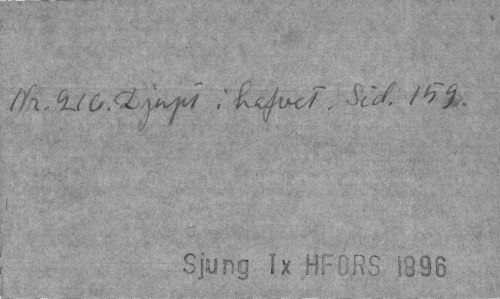 Nr. 210. Djupt i hafvet. Sid. 159.
Sjung Ix HFORS 1896